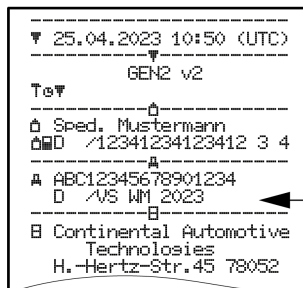 ▼ 25.04.2023 10:50 (UTC)
GEN2 v2
Sped. Mustermann
D /12341234123412 3 4
ABC12345678901234
D /VS WM 2023
Continental Automotive
Technologies
H.-Hertz-Str.45 78052